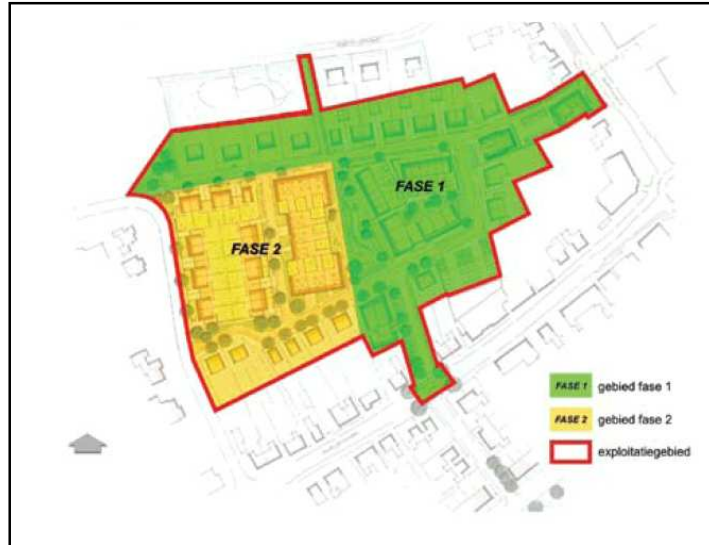 FASE 1
FASE 2
FASE 1 gebied fase 1
FASE 2 gebied fase 2
exploitatiegebied